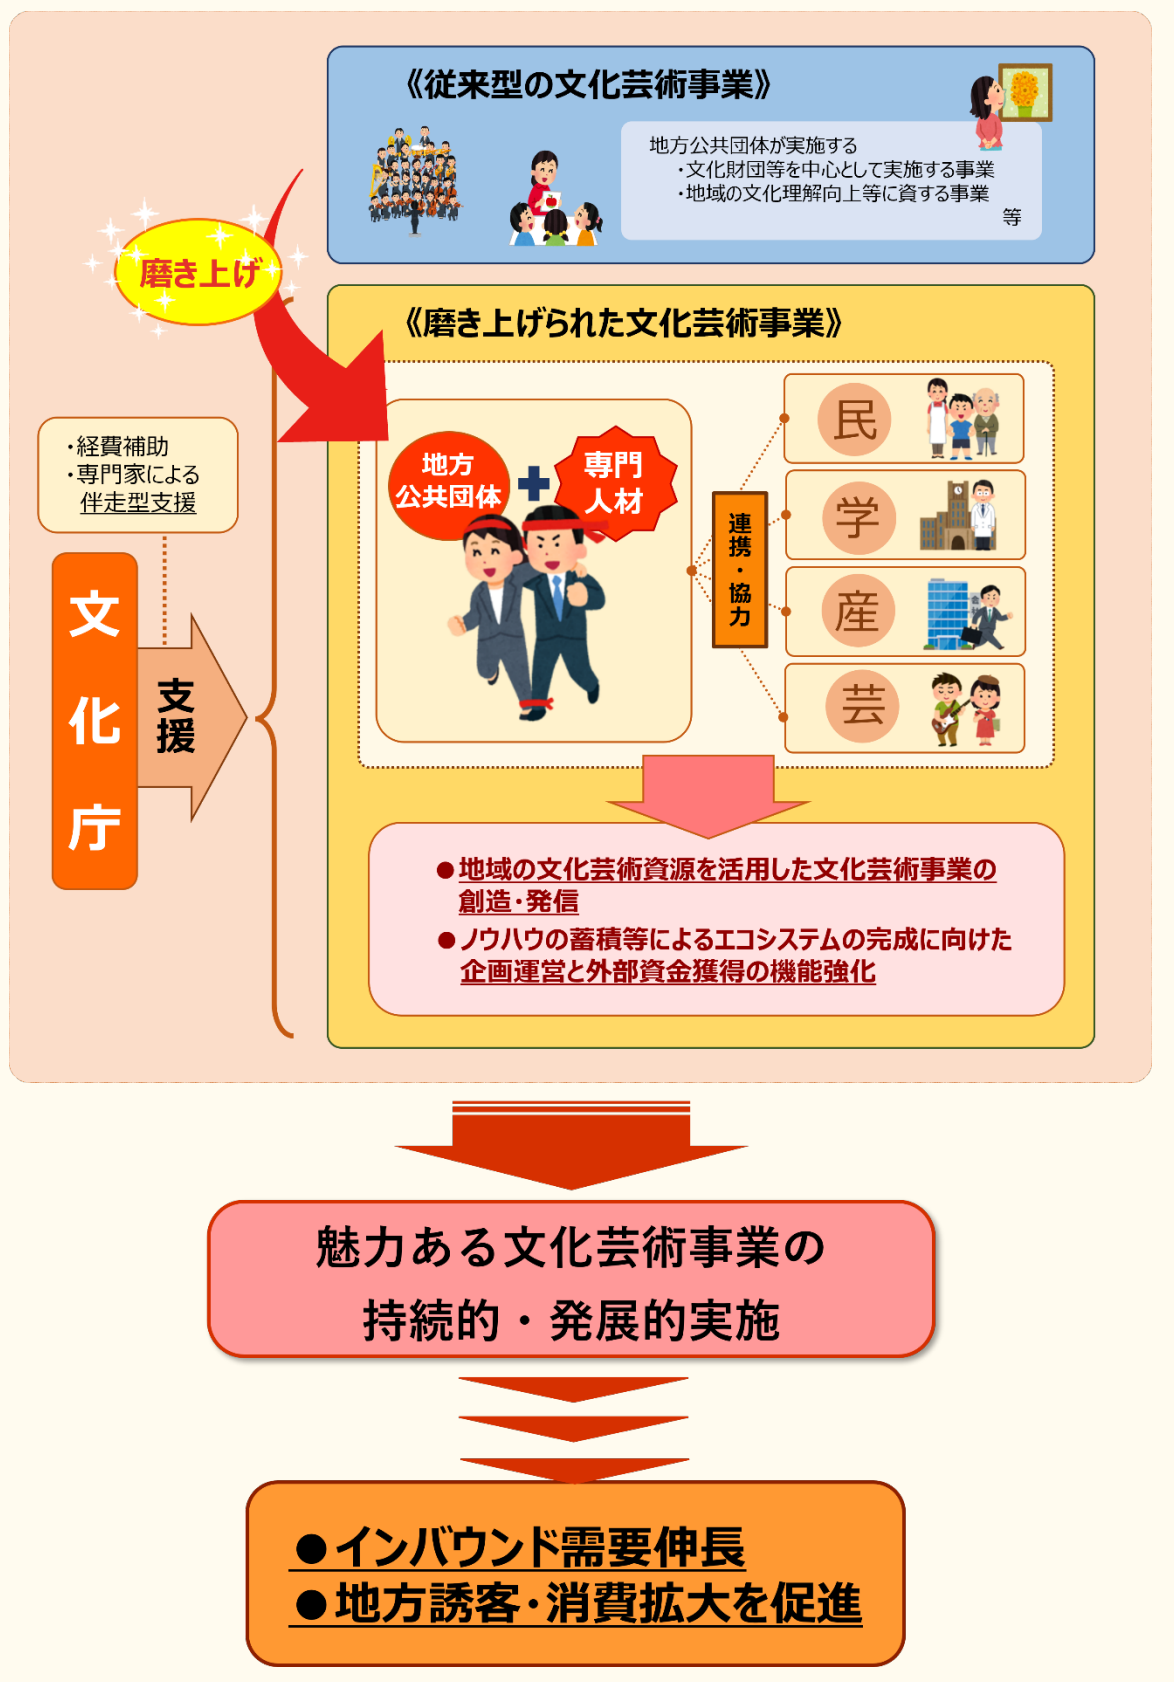 《従来型の文化芸術事業》
地方公共団体が実施する
・文化財団等を中心として実施する事業
・地域の文化理解向上等に資する事業
等
磨き上げ
《磨き上げられた文化芸術事業》
・経費補助
・専門家による
伴走型支援
文化庁
支援
地方
公共団体
専門
人材
連携・協力
民
学
産
会社
芸
●地域の文化芸術資源を活用した文化芸術事業の
創造・発信
●ノウハウの蓄積等によるエコシステムの完成に向けた
企画運営と外部資金獲得の機能強化
魅力ある文化芸術事業の
持続的・発展的実施
●インバウンド需要伸長
●地方誘客・消費拡大を促進